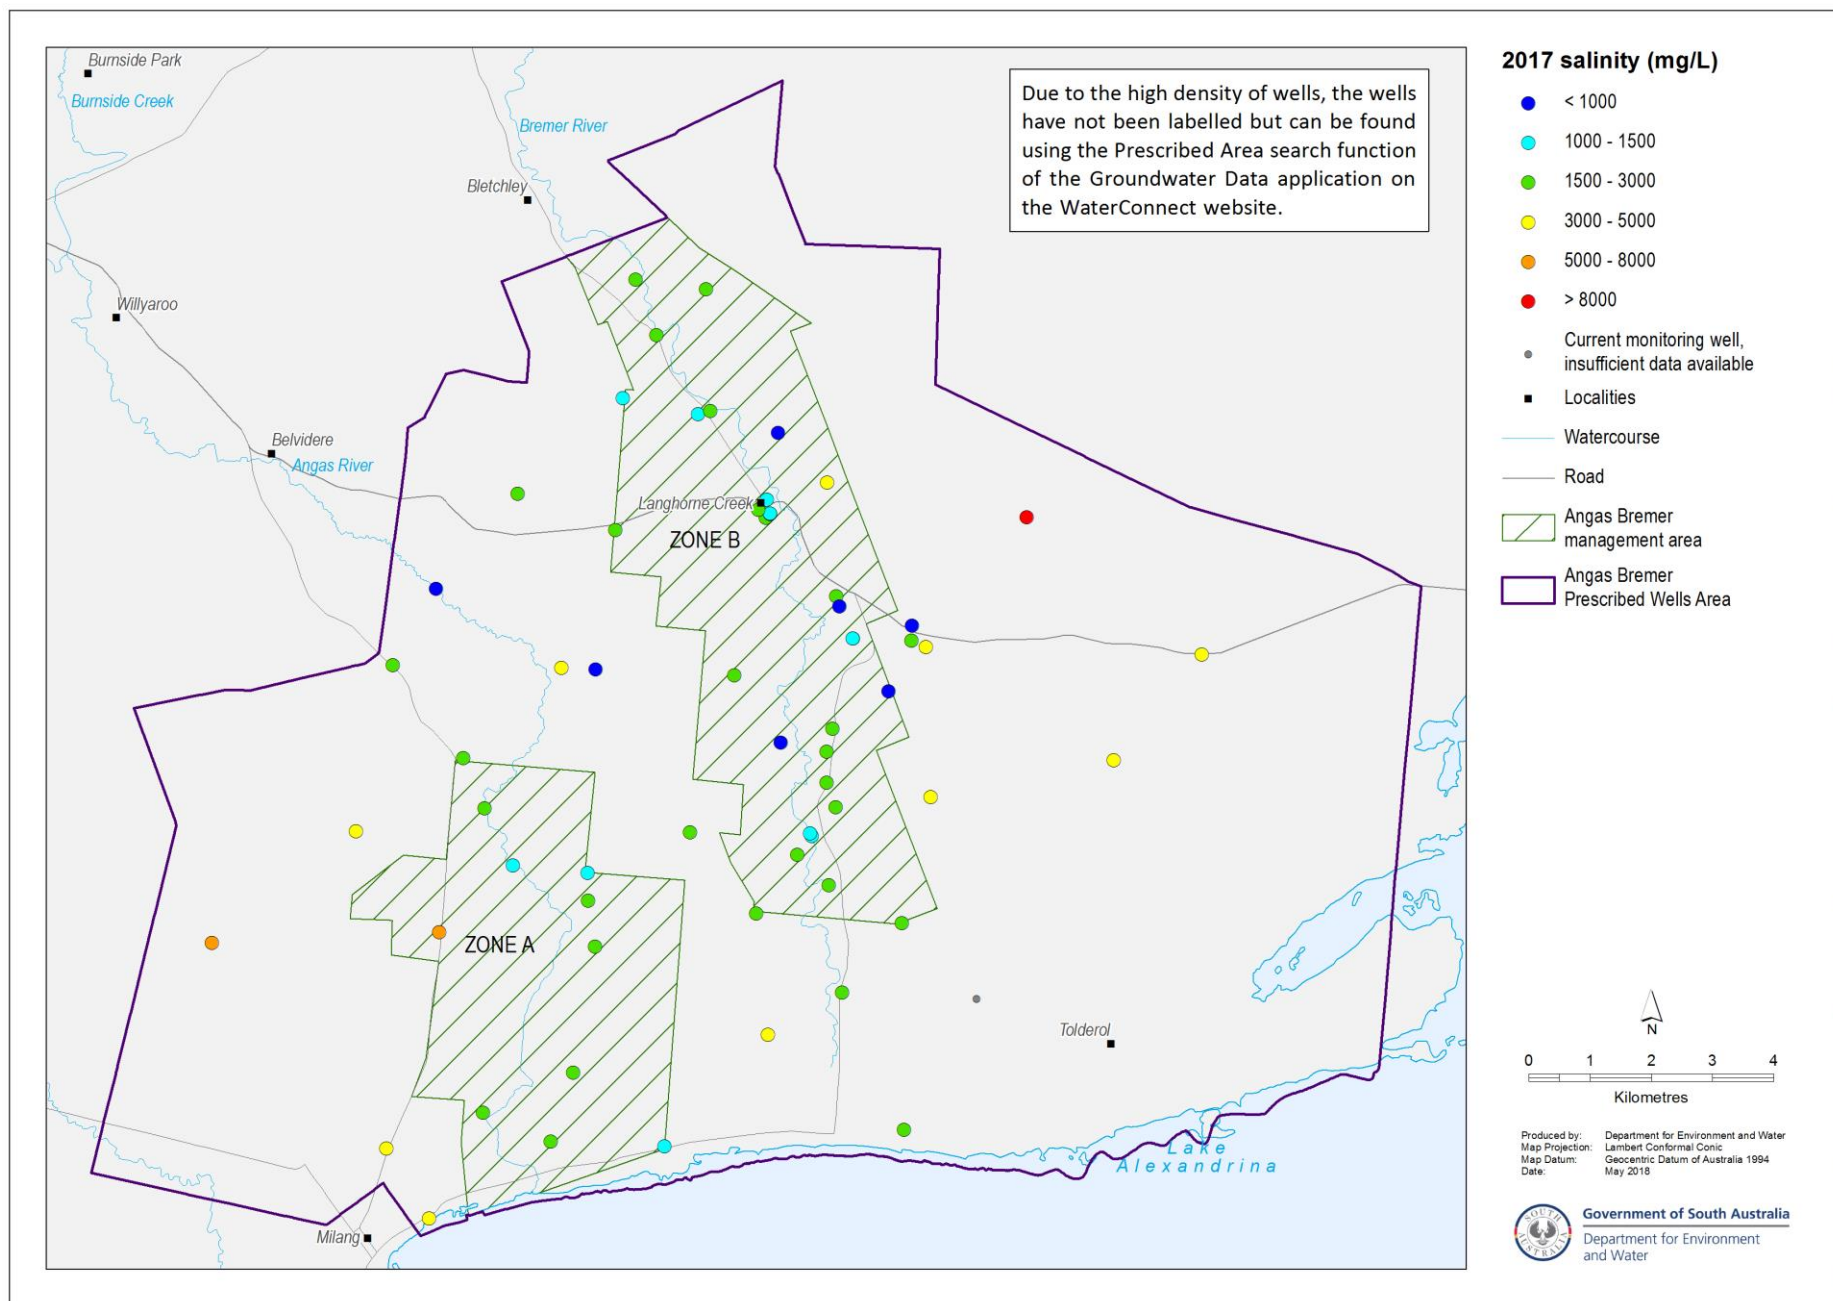 Burnside Park
Burnside Creek
Bremer River
Bletchley
Willyaroo
Belvidere
Angas River
Langhorne Creek
ZONE B
ZONE A
Tolderol
Lake
Alexandrina
Milang
Due to the high density of wells, the wells
have not been labelled but can be found
using the Prescribed Area search function
of the Groundwater Data application on
the WaterConnect website.
2017 salinity (mg/L)
< 1000
1000 - 1500
1500 - 3000
3000 - 5000
5000 - 8000
> 8000
Current monitoring well,
insufficient data available
Localities
Watercourse
Road
Angas Bremer
management area
Angas Bremer
Prescribed Wells Area
N
0 1 2 3 4
Kilometres
Produced by: Department for Environment and Water
Map Projection: Lambert Conformal Conic
Map Datum: Geocentric Datum of Australia 1994
Date: May 2018
SOUTH
AUSTRALIA
Government of South Australia
Department for Environment
and Water